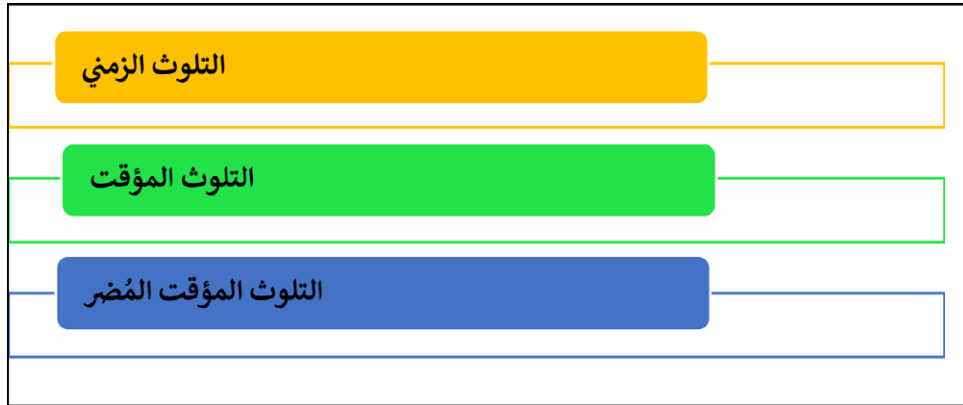 التلوث الزمني
التلوث المؤقت
التلوث المؤقت المُضر